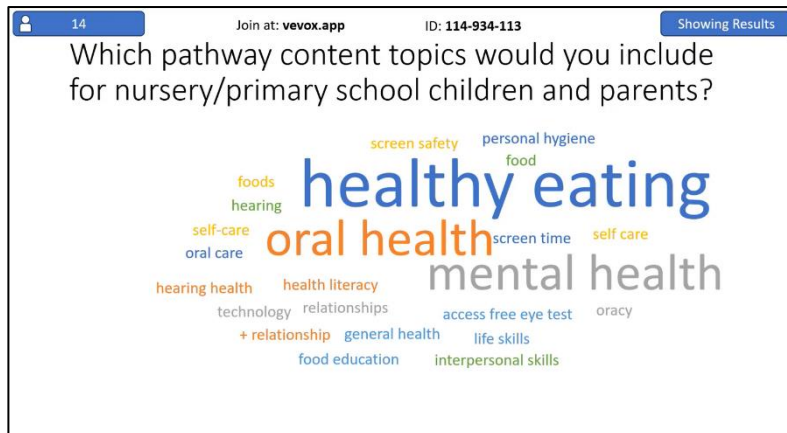 14
Join at: vevox.app
ID: 114-934-113
Showing Results
Which pathway content topics would you include
for nursery/primary school children and parents?
screen safety
personal hygiene
food
foods
healthy eating
hearing
self-care
oral health
screen time
self care
oral care
mental health
hearing health
health literacy
technology
relationships
access free eye test
oracy
+ relationship
general health
life skills
food education
interpersonal skills